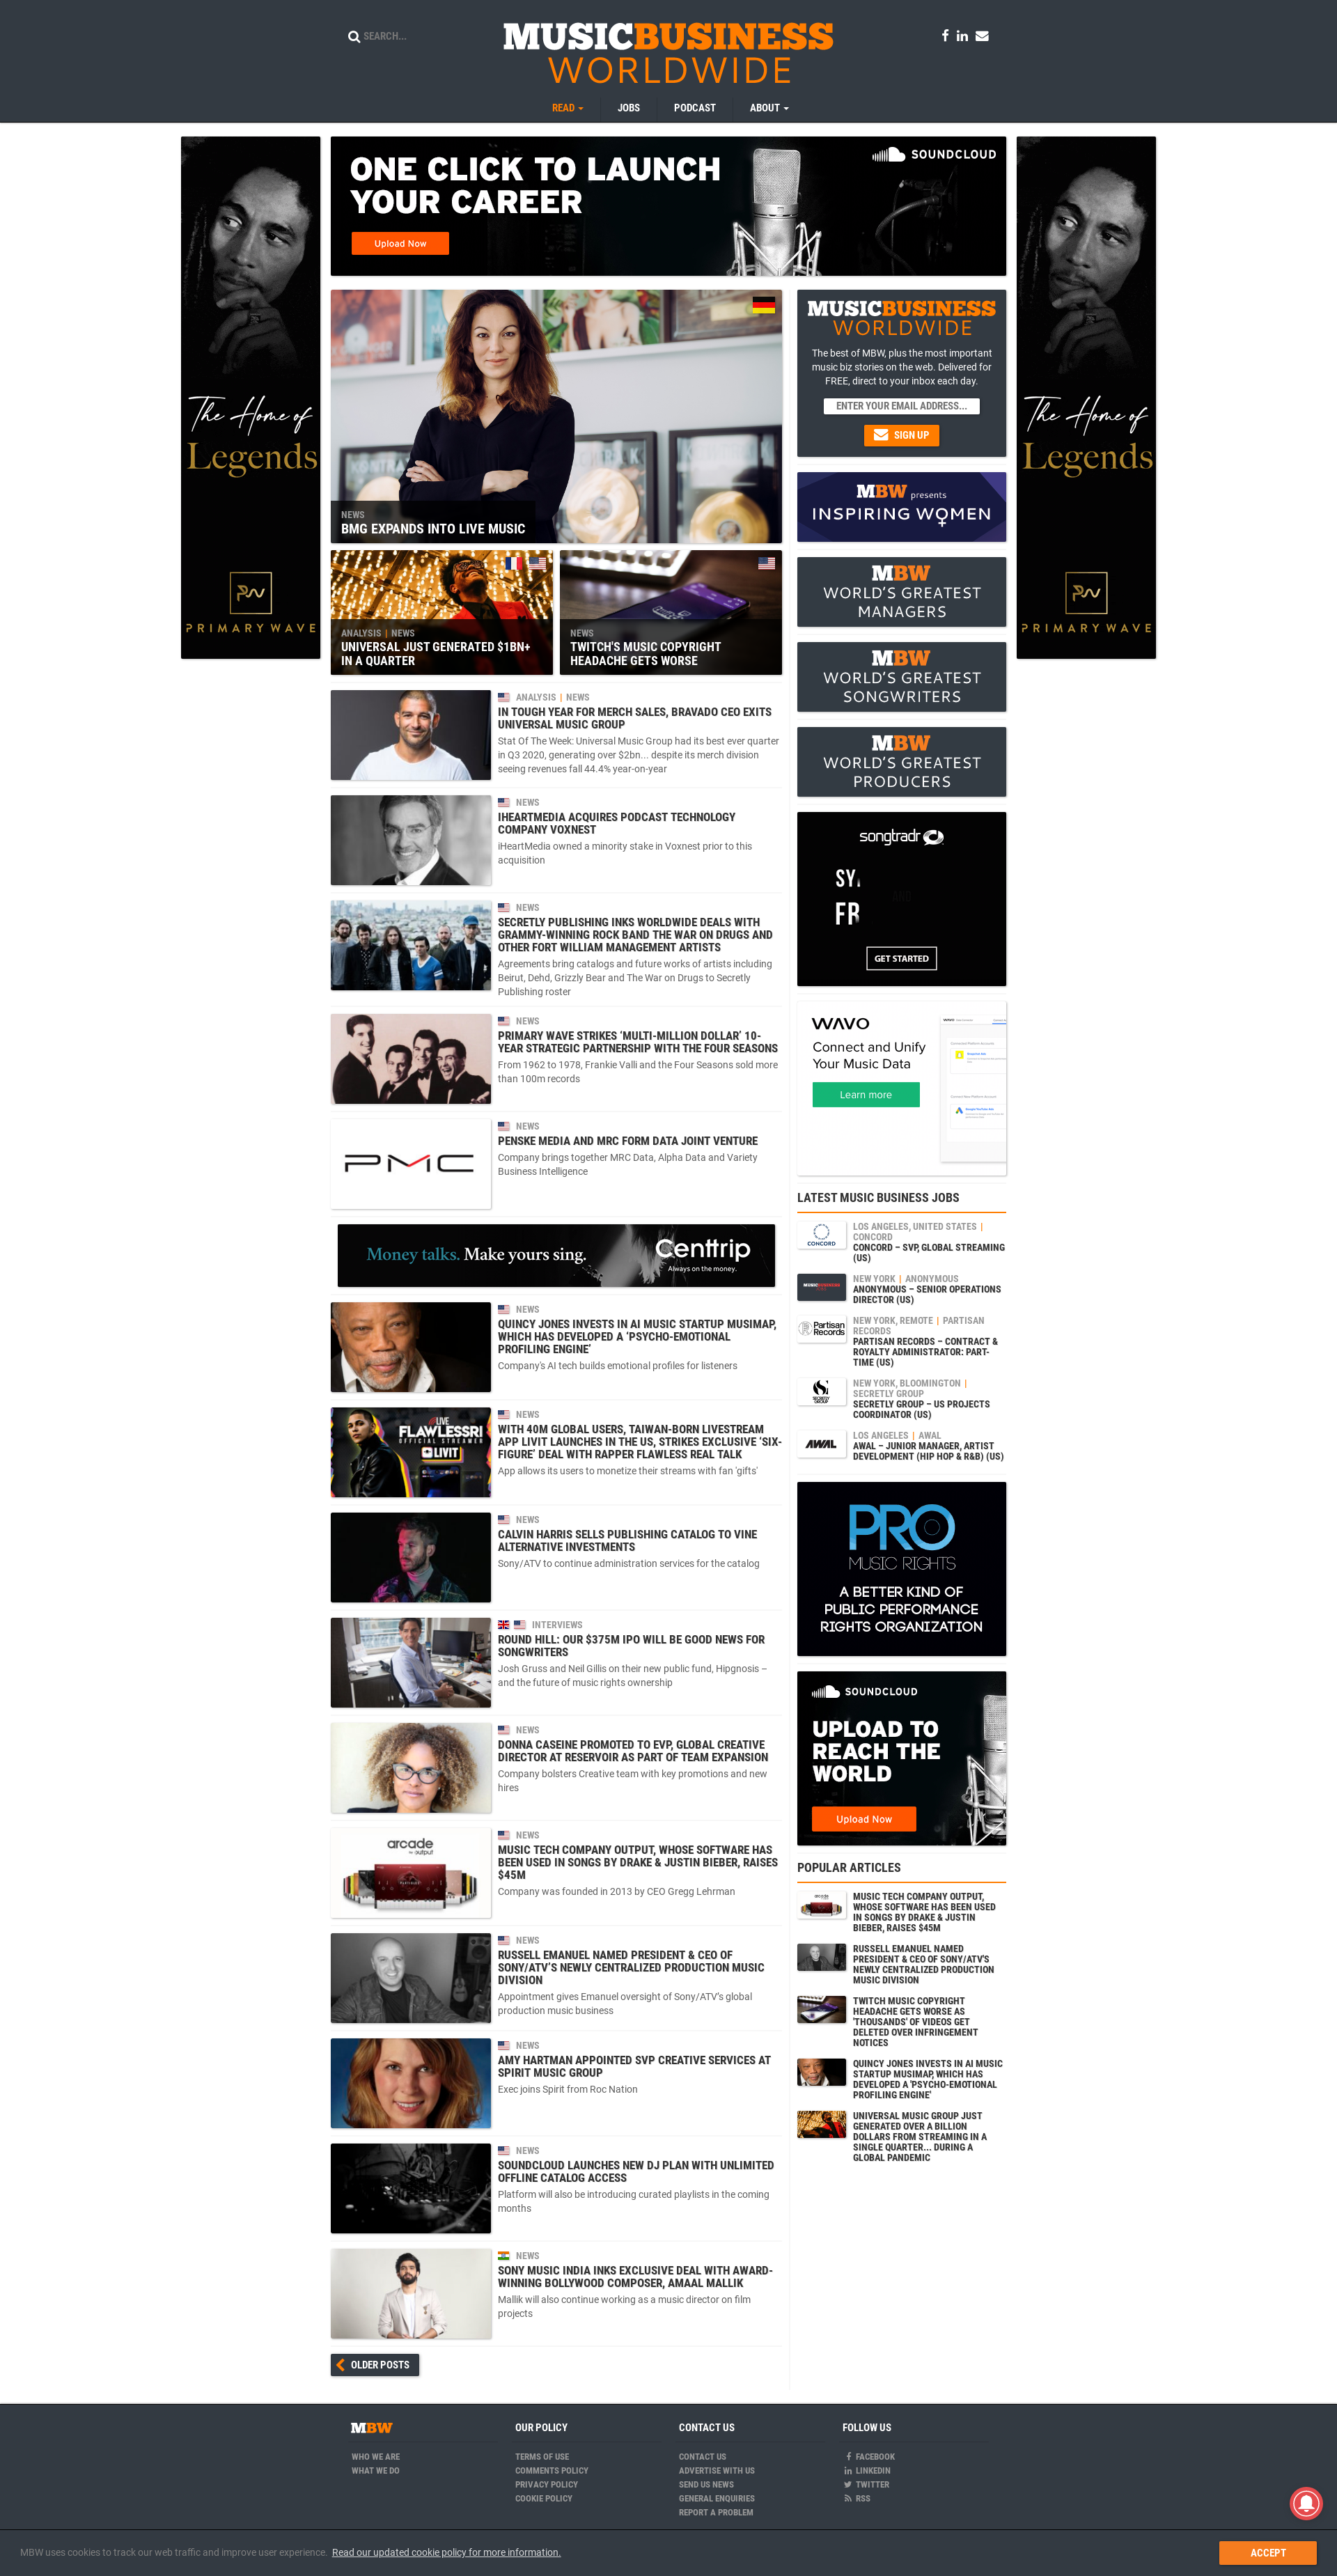 SEARCH...
MUSICBUSINESS
WORLDWIDE
READ
JOBS
PODCAST
ABOUT
The Home of
Legends
PRIMARY WAVE
ONE CLICK TO LAUNCH
YOUR CAREER
Upload Now
SOUNDCLOUD
The Home of
Legends
PRIMARY WAVE
NEWS
BMG EXPANDS INTO LIVE MUSIC
ANALYSIS | NEWS
UNIVERSAL JUST GENERATED $1BN+
IN A QUARTER
NEWS
TWITCH'S MUSIC COPYRIGHT
HEADACHE GETS WORSE
ANALYSIS | NEWS
IN TOUGH YEAR FOR MERCH SALES, BRAVADO CEO EXITS
UNIVERSAL MUSIC GROUP
Stat Of The Week: Universal Music Group had its best ever quarter
in Q3 2020, generating over $2bn... despite its merch division
seeing revenues fall 44.4% year-on-year
NEWS
IHEARTMEDIA ACQUIRES PODCAST TECHNOLOGY
COMPANY VOXNEST
iHeartMedia owned a minority stake in Voxnest prior to this
acquisition
NEWS
SECRETLY PUBLISHING INKS WORLDWIDE DEALS WITH
GRAMMY-WINNING ROCK BAND THE WAR ON DRUGS AND
OTHER FORT WILLIAM MANAGEMENT ARTISTS
Agreements bring catalogs and future works of artists including
Beirut, Dehd, Grizzly Bear and The War on Drugs to Secretly
Publishing roster
NEWS
PRIMARY WAVE STRIKES ‘MULTI-MILLION DOLLAR’ 10-
YEAR STRATEGIC PARTNERSHIP WITH THE FOUR SEASONS
From 1962 to 1978, Frankie Valli and the Four Seasons sold more
than 100m records
PMC
NEWS
PENSKE MEDIA AND MRC FORM DATA JOINT VENTURE
Company brings together MRC Data, Alpha Data and Variety
Business Intelligence
Money talks. Make yours sing.
Centtrip
Always on the money.
NEWS
QUINCY JONES INVESTS IN AI MUSIC STARTUP MUSIMAP,
WHICH HAS DEVELOPED A ‘PSYCHO-EMOTIONAL
PROFILING ENGINE’
Company's AI tech builds emotional profiles for listeners
LIVE
FLAWLESSRI
OFFICIAL STREAMER
LIVIT
NEWS
WITH 40M GLOBAL USERS, TAIWAN-BORN LIVESTREAM
APP LIVIT LAUNCHES IN THE US, STRIKES EXCLUSIVE ‘SIX-
FIGURE’ DEAL WITH RAPPER FLAWLESS REAL TALK
App allows its users to monetize their streams with fan 'gifts'
NEWS
CALVIN HARRIS SELLS PUBLISHING CATALOG TO VINE
ALTERNATIVE INVESTMENTS
Sony/ATV to continue administration services for the catalog
INTERVIEWS
ROUND HILL: OUR $375M IPO WILL BE GOOD NEWS FOR
SONGWRITERS
Josh Gruss and Neil Gillis on their new public fund, Hipgnosis –
and the future of music rights ownership
NEWS
DONNA CASEINE PROMOTED TO EVP, GLOBAL CREATIVE
DIRECTOR AT RESERVOIR AS PART OF TEAM EXPANSION
Company bolsters Creative team with key promotions and new
hires
arcade
by output
NEWS
MUSIC TECH COMPANY OUTPUT, WHOSE SOFTWARE HAS
BEEN USED IN SONGS BY DRAKE & JUSTIN BIEBER, RAISES
$45M
Company was founded in 2013 by CEO Gregg Lehrman
NEWS
RUSSELL EMANUEL NAMED PRESIDENT & CEO OF
SONY/ATV’S NEWLY CENTRALIZED PRODUCTION MUSIC
DIVISION
Appointment gives Emanuel oversight of Sony/ATV’s global
production music business
NEWS
AMY HARTMAN APPOINTED SVP CREATIVE SERVICES AT
SPIRIT MUSIC GROUP
Exec joins Spirit from Roc Nation
NEWS
SOUNDCLOUD LAUNCHES NEW DJ PLAN WITH UNLIMITED
OFFLINE CATALOG ACCESS
Platform will also be introducing curated playlists in the coming
months
NEWS
SONY MUSIC INDIA INKS EXCLUSIVE DEAL WITH AWARD-
WINNING BOLLYWOOD COMPOSER, AMAAL MALLIK
Mallik will also continue working as a music director on film
projects
OLDER POSTS
MUSICBUSINESS
WORLDWIDE
The best of MBW, plus the most important
music biz stories on the web. Delivered for
FREE, direct to your inbox each day.
ENTER YOUR EMAIL ADDRESS...
SIGN UP
MBW presents
INSPIRING WOMEN
MBW
WORLD'S GREATEST
MANAGERS
MBW
WORLD'S GREATEST
SONGWRITERS
MBW
WORLD'S GREATEST
PRODUCERS
songtradr
GET STARTED
WAVO
Connect and Unify
Your Music Data
Learn more
LATEST MUSIC BUSINESS JOBS
CONCORD
LOS ANGELES, UNITED STATES |
CONCORD
CONCORD – SVP, GLOBAL STREAMING
(US)
NEW YORK | ANONYMOUS
ANONYMOUS – SENIOR OPERATIONS
DIRECTOR (US)
Partisan
Records
NEW YORK, REMOTE | PARTISAN
RECORDS
PARTISAN RECORDS – CONTRACT &
ROYALTY ADMINISTRATOR: PART-
TIME (US)
SECRETLY
GROUP
NEW YORK, BLOOMINGTON |
SECRETLY GROUP
SECRETLY GROUP – US PROJECTS
COORDINATOR (US)
AWAL
LOS ANGELES | AWAL
AWAL – JUNIOR MANAGER, ARTIST
DEVELOPMENT (HIP HOP & R&B) (US)
PRO
MUSIC RIGHTS
A BETTER KIND OF
PUBLIC PERFORMANCE
RIGHTS ORGANIZATION
SOUNDCLOUD
UPLOAD TO
REACH THE
WORLD
Upload Now
POPULAR ARTICLES
MUSIC TECH COMPANY OUTPUT,
WHOSE SOFTWARE HAS BEEN USED
IN SONGS BY DRAKE & JUSTIN
BIEBER, RAISES $45M
RUSSELL EMANUEL NAMED
PRESIDENT & CEO OF SONY/ATV'S
NEWLY CENTRALIZED PRODUCTION
MUSIC DIVISION
TWITCH MUSIC COPYRIGHT
HEADACHE GETS WORSE AS
'THOUSANDS' OF VIDEOS GET
DELETED OVER INFRINGEMENT
NOTICES
QUINCY JONES INVESTS IN AI MUSIC
STARTUP MUSIMAP, WHICH HAS
DEVELOPED A 'PSYCHO-EMOTIONAL
PROFILING ENGINE'
UNIVERSAL MUSIC GROUP JUST
GENERATED OVER A BILLION
DOLLARS FROM STREAMING IN A
SINGLE QUARTER... DURING A
GLOBAL PANDEMIC
MBW
WHO WE ARE
WHAT WE DO
OUR POLICY
TERMS OF USE
COMMENTS POLICY
PRIVACY POLICY
COOKIE POLICY
CONTACT US
CONTACT US
ADVERTISE WITH US
SEND US NEWS
GENERAL ENQUIRIES
REPORT A PROBLEM
FOLLOW US
FACEBOOK
LINKEDIN
TWITTER
RSS
MBW uses cookies to track our web traffic and improve user experience. Read our updated cookie policy for more information.
ACCEPT